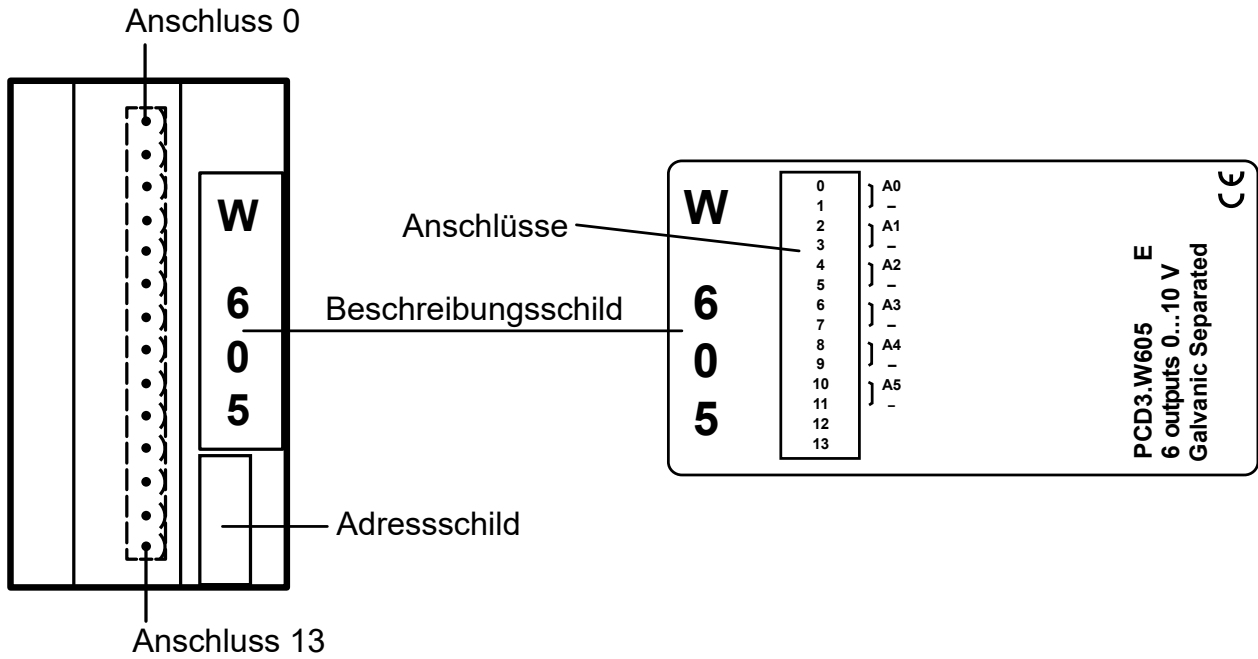 Anschluss 0
W
6
0
5
Anschlüsse
Beschreibungsschild
Adressschild
Anschluss 13
W
6
0
5
0 A0
1 –
2 A1
3 –
4 A2
5 –
6 A3
7 –
8 A4
9 –
10 A5
11 –
12
13
PCD3.W605 E
6 outputs 0...10 V
Galvanic Separated
CE